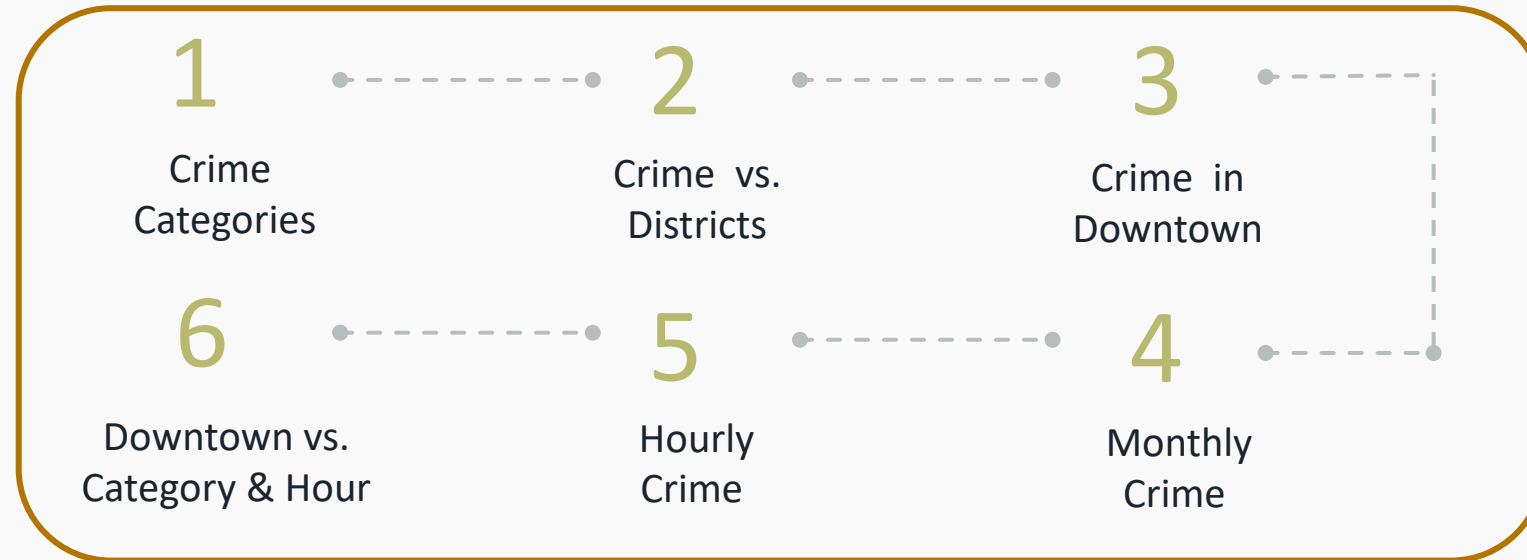 1
Crime
Categories
2
Crime vs.
Districts
3
Crime in
Downtown
4
Monthly
Crime
5
Hourly
Crime
6
Downtown vs.
Category & Hour